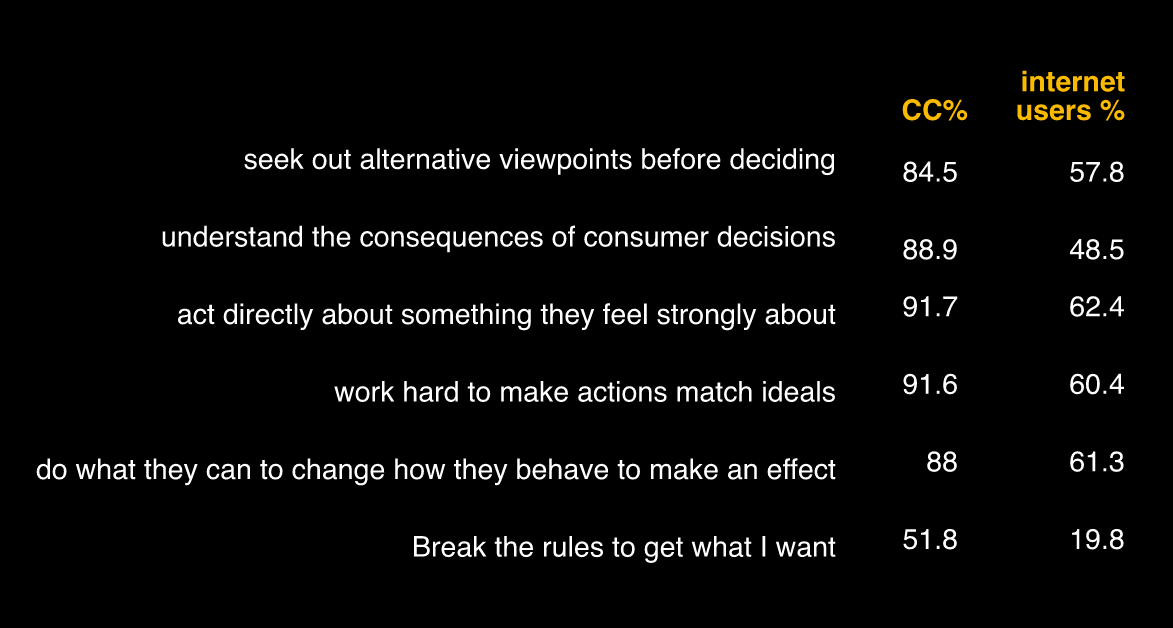 internet
CC% users %
seek out alternative viewpoints before deciding 84.5 57.8
understand the consequences of consumer decisions 88.9 48.5
act directly about something they feel strongly about 91.7 62.4
work hard to make actions match ideals 91.6 60.4
do what they can to change how they behave to make an effect 88 61.3
Break the rules to get what I want 51.8 19.8